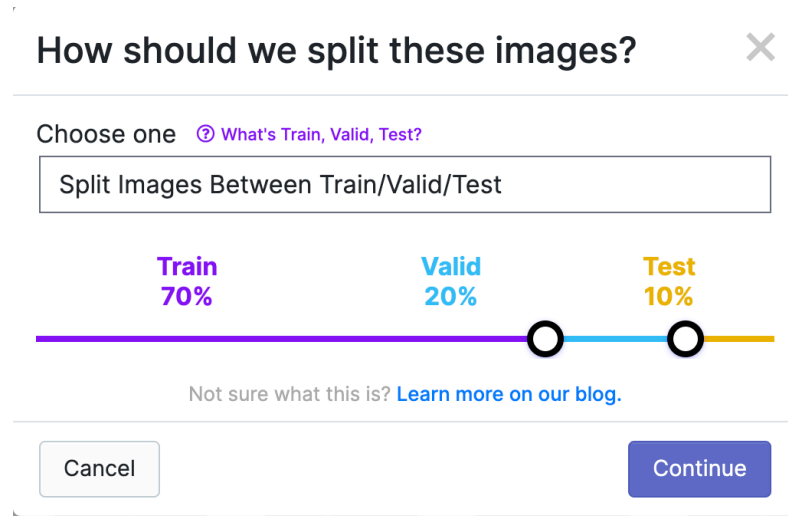 How should we split these images?
Choose one What's Train, Valid, Test?
Split Images Between Train/Valid/Test
Train Valid Test
70% 20% 10%
Not sure what this is? Learn more on our blog.
Cancel Continue